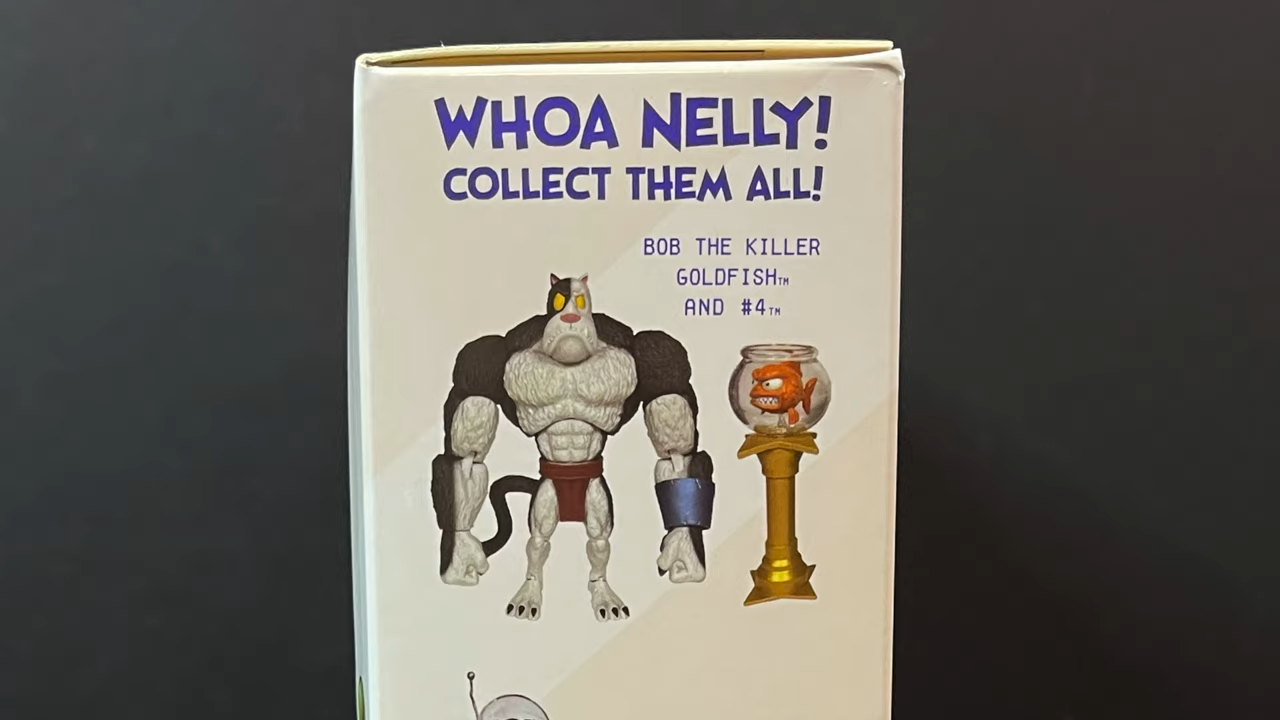 WHOA NELLY!
COLLECT THEM ALL!
BOB THE KILLER
GOLDFISH™
AND #4™